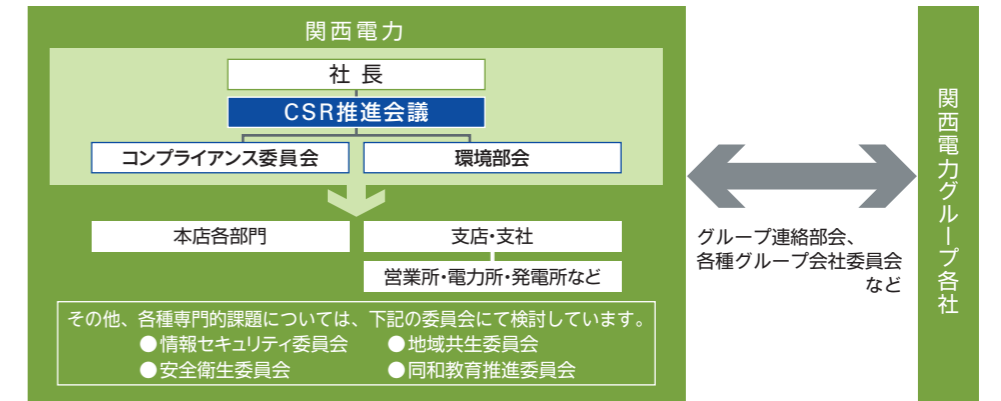 関西電力
社長
CSR推進会議
コンプライアンス委員会
環境部会
本店各部門
支店・支社
営業所・電力所・発電所など
その他、各種専門的課題については、下記の委員会にて検討しています。
●情報セキュリティ委員会
●地域共生委員会
●安全衛生委員会
●同和教育推進委員会
グループ連絡部会、
各種グループ会社委員会
など
関西電力グループ各社